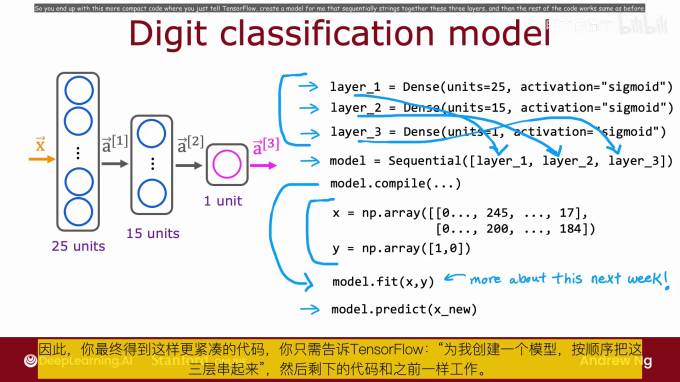 So you end up with this more compact code where you just tell TensorFlow, create a model for me that sequentially strings together these three layers, and then the rest of the code works same as before.
bilibili
Digit classification model
x⃗
a⃗[1]
a⃗[2]
a⃗[3]
25 units
15 units
1 unit
layer_1 = Dense(units=25, activation="sigmoid")
layer_2 = Dense(units=15, activation="sigmoid")
layer_3 = Dense(units=1, activation="sigmoid")
model = Sequential([layer_1, layer_2, layer_3])
model.compile(...)
x = np.array([[0..., 245, ..., 17],
[0..., 200, ..., 184]])
y = np.array([1,0])
model.fit(x,y)
more about this next week!
model.predict(x_new)
DeepLearning.AI
Stanford
Andrew Ng
因此，你最终得到这样更紧凑的代码，你只需告诉TensorFlow：“为我创建一个模型，按顺序把这
三层串起来”，然后剩下的代码和之前一样工作。